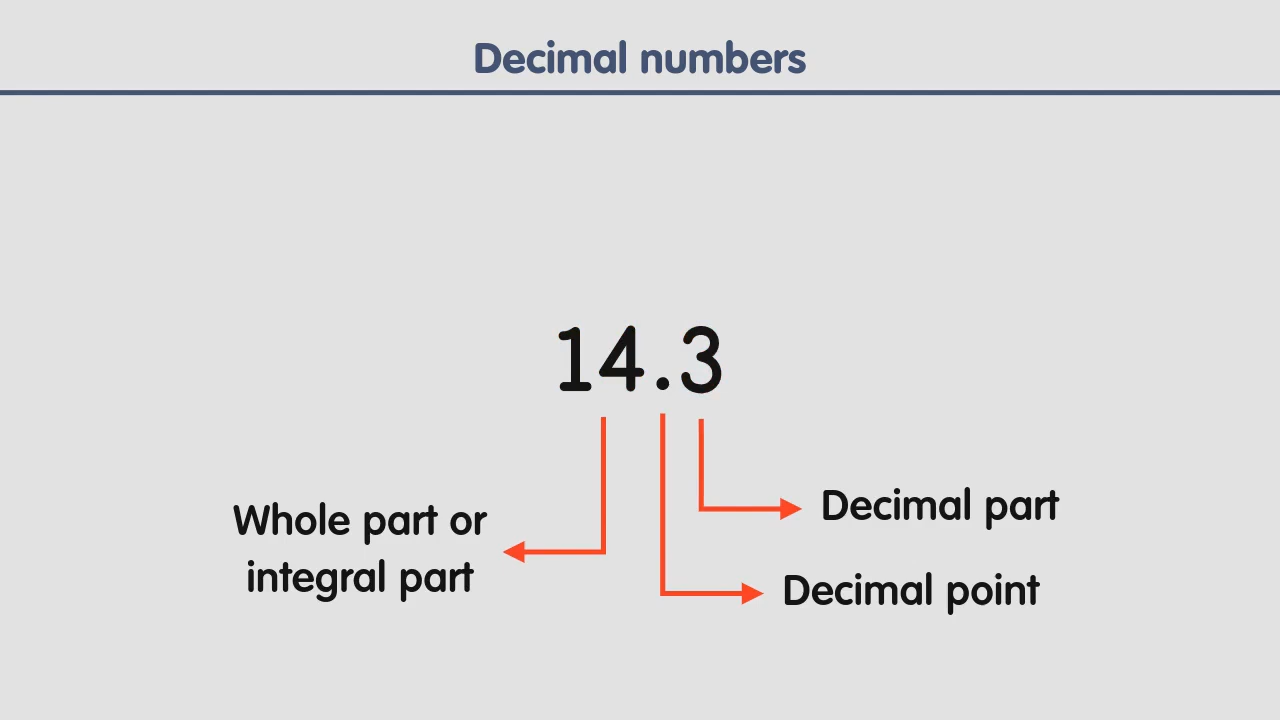 Decimal numbers
14.3
Whole part or
integral part
Decimal part
Decimal point